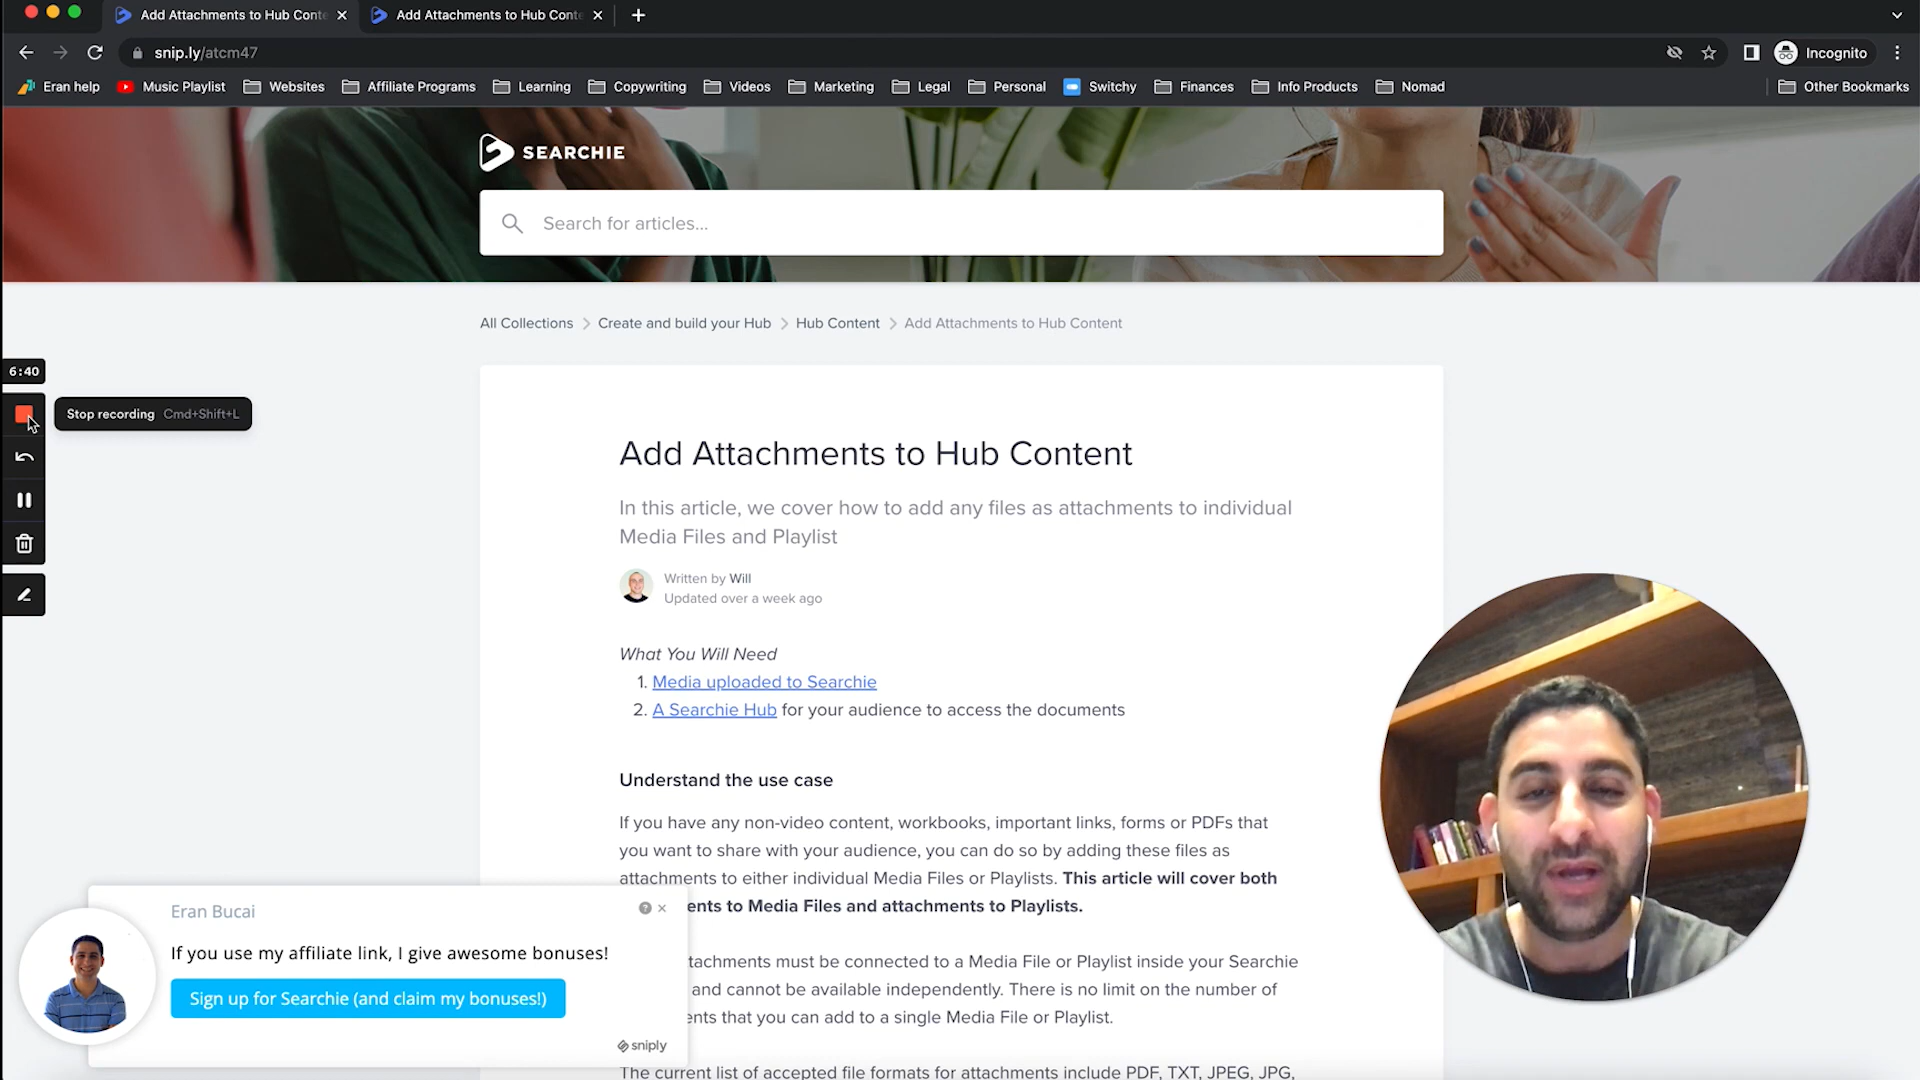 Add Attachments to Hub Conte
Add Attachments to Hub Conte
snip.ly/atcm47
Incognito
Eran help
Music Playlist
Websites
Affiliate Programs
Learning
Copywriting
Videos
Marketing
Legal
Personal
Switchy
Finances
Info Products
Nomad
Other Bookmarks
SEARCHIE
Search for articles...
All Collections
Create and build your Hub
Hub Content
Add Attachments to Hub Content
6:40
Stop recording Cmd+Shift+L
Add Attachments to Hub Content
In this article, we cover how to add any files as attachments to individual
Media Files and Playlist
Written by Will
Updated over a week ago
What You Will Need
1. Media uploaded to Searchie
2. A Searchie Hub for your audience to access the documents
Understand the use case
If you have any non-video content, workbooks, important links, forms or PDFs that
you want to share with your audience, you can do so by adding these files as
attachments to either individual Media Files or Playlists. This article will cover both
ents to Media Files and attachments to Playlists.
tachments must be connected to a Media File or Playlist inside your Searchie
and cannot be available independently. There is no limit on the number of
ents that you can add to a single Media File or Playlist.
The current list of accepted file formats for attachments include PDF, TXT, JPEG, JPG,
Eran Bucai
If you use my affiliate link, I give awesome bonuses!
Sign up for Searchie (and claim my bonuses!)
sniply